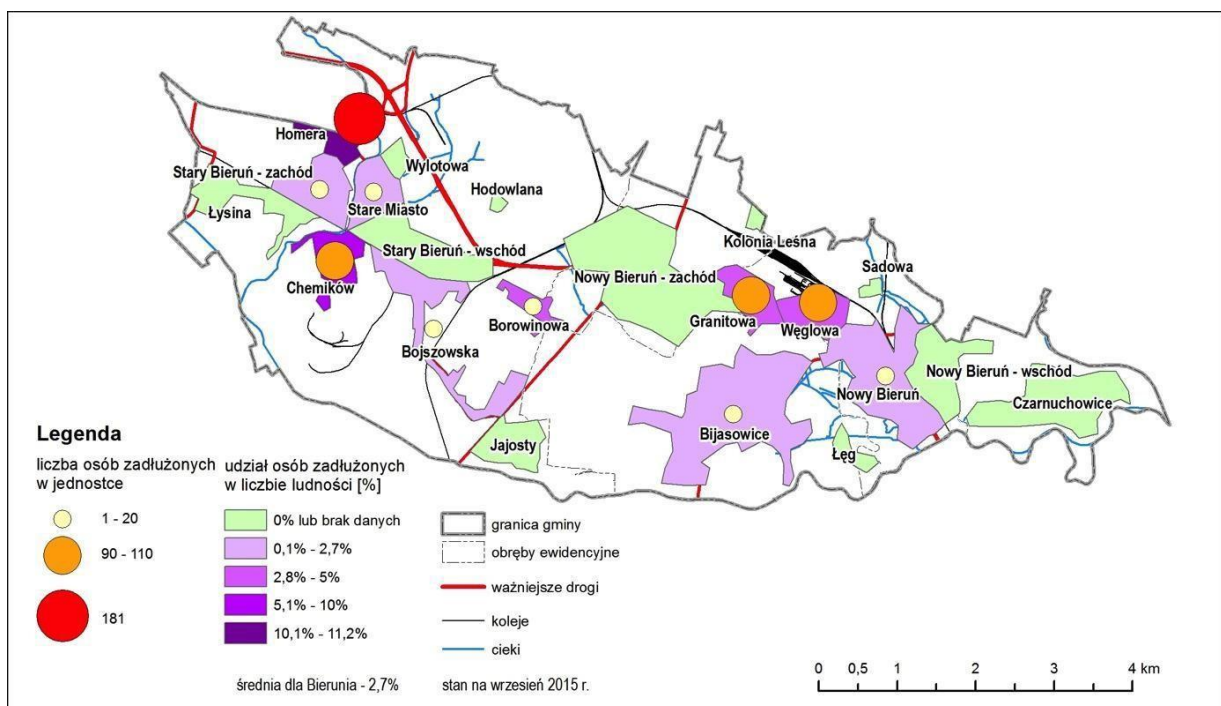 Homera
Stary Bieruń - zachód
Wylotowa
Hodowlana
Łysina
Stare Miasto
Stary Bieruń - wschód
Kolonia Leśna
Sadowa
Nowy Bieruń - zachód
Chemików
Borowinowa
Granitowa
Węglowa
Bojszowska
Nowy Bieruń - wschód
Nowy Bieruń
Czarnuchowice
Bijasowice
Jajosty
Łęg
Legenda
liczba osób zadłużonych
w jednostce
1 - 20
90 - 110
181
udział osób zadłużonych
w liczbie ludności [%]
0% lub brak danych
0,1% - 2,7%
2,8% - 5%
5,1% - 10%
10,1% - 11,2%
średnia dla Bierunia - 2,7%
granica gminy
obręby ewidencyjne
ważniejsze drogi
koleje
cieki
stan na wrzesień 2015 r.
0 0,5 1 2 3 4 km